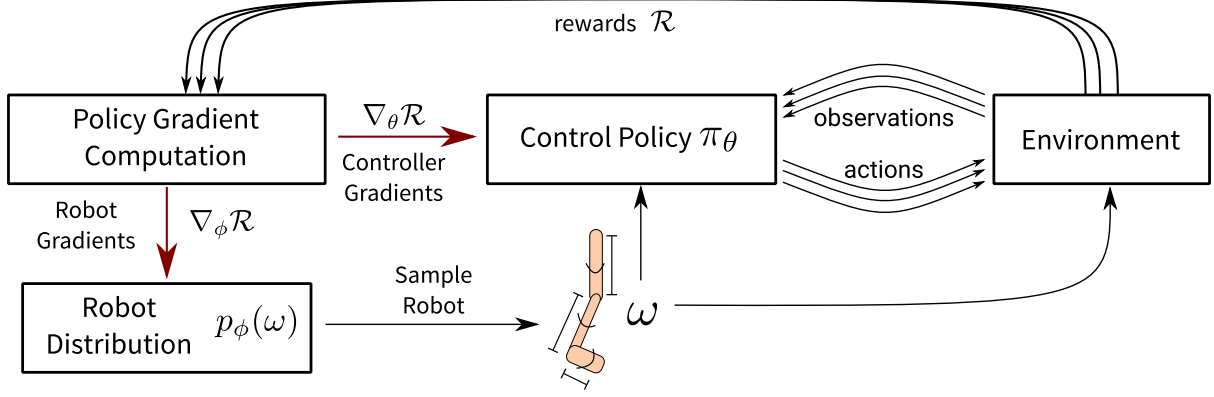 rewards ℛ
Policy Gradient
Computation
∇θℛ
Controller
Gradients
Control Policy πθ
observations
actions
Environment
Robot
Gradients
∇ϕℛ
Robot
Distribution
pϕ(ω)
Sample
Robot
ω